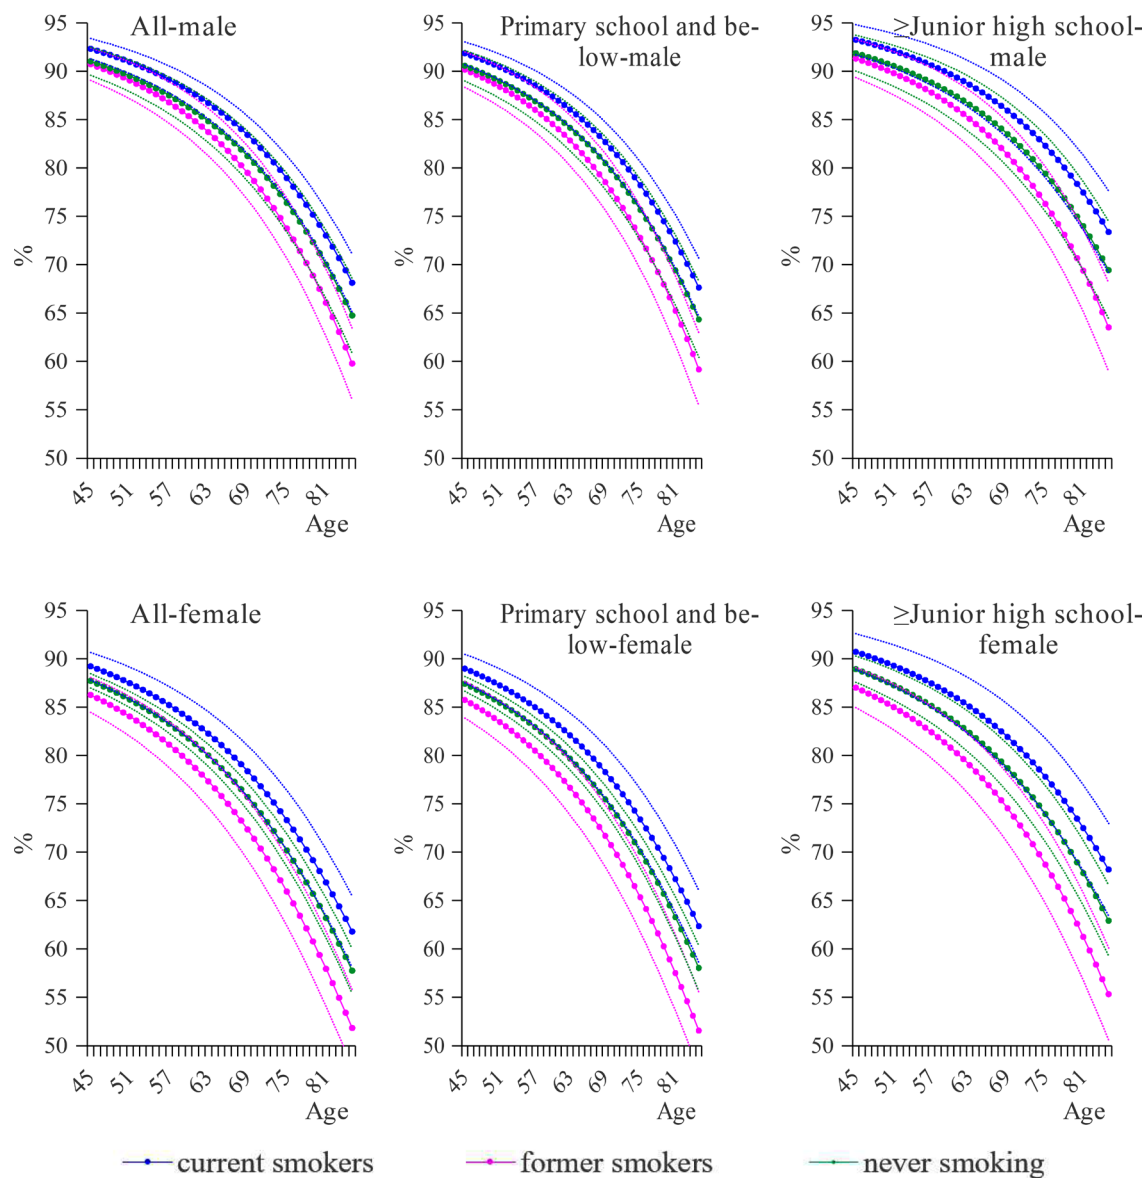 All-male
95
90
85
80
75
70
65
60
55
50
%
45 51 57 63 69 75 81
Age
Primary school and be-
low-male
95
90
85
80
75
70
65
60
55
50
%
45 51 57 63 69 75 81
Age
≥Junior high school-
male
95
90
85
80
75
70
65
60
55
50
%
45 51 57 63 69 75 81
Age
All-female
95
90
85
80
75
70
65
60
55
50
%
45 51 57 63 69 75 81
Age
Primary school and be-
low-female
95
90
85
80
75
70
65
60
55
50
%
45 51 57 63 69 75 81
Age
≥Junior high school-
female
95
90
85
80
75
70
65
60
55
50
%
45 51 57 63 69 75 81
Age
current smokers former smokers never smoking